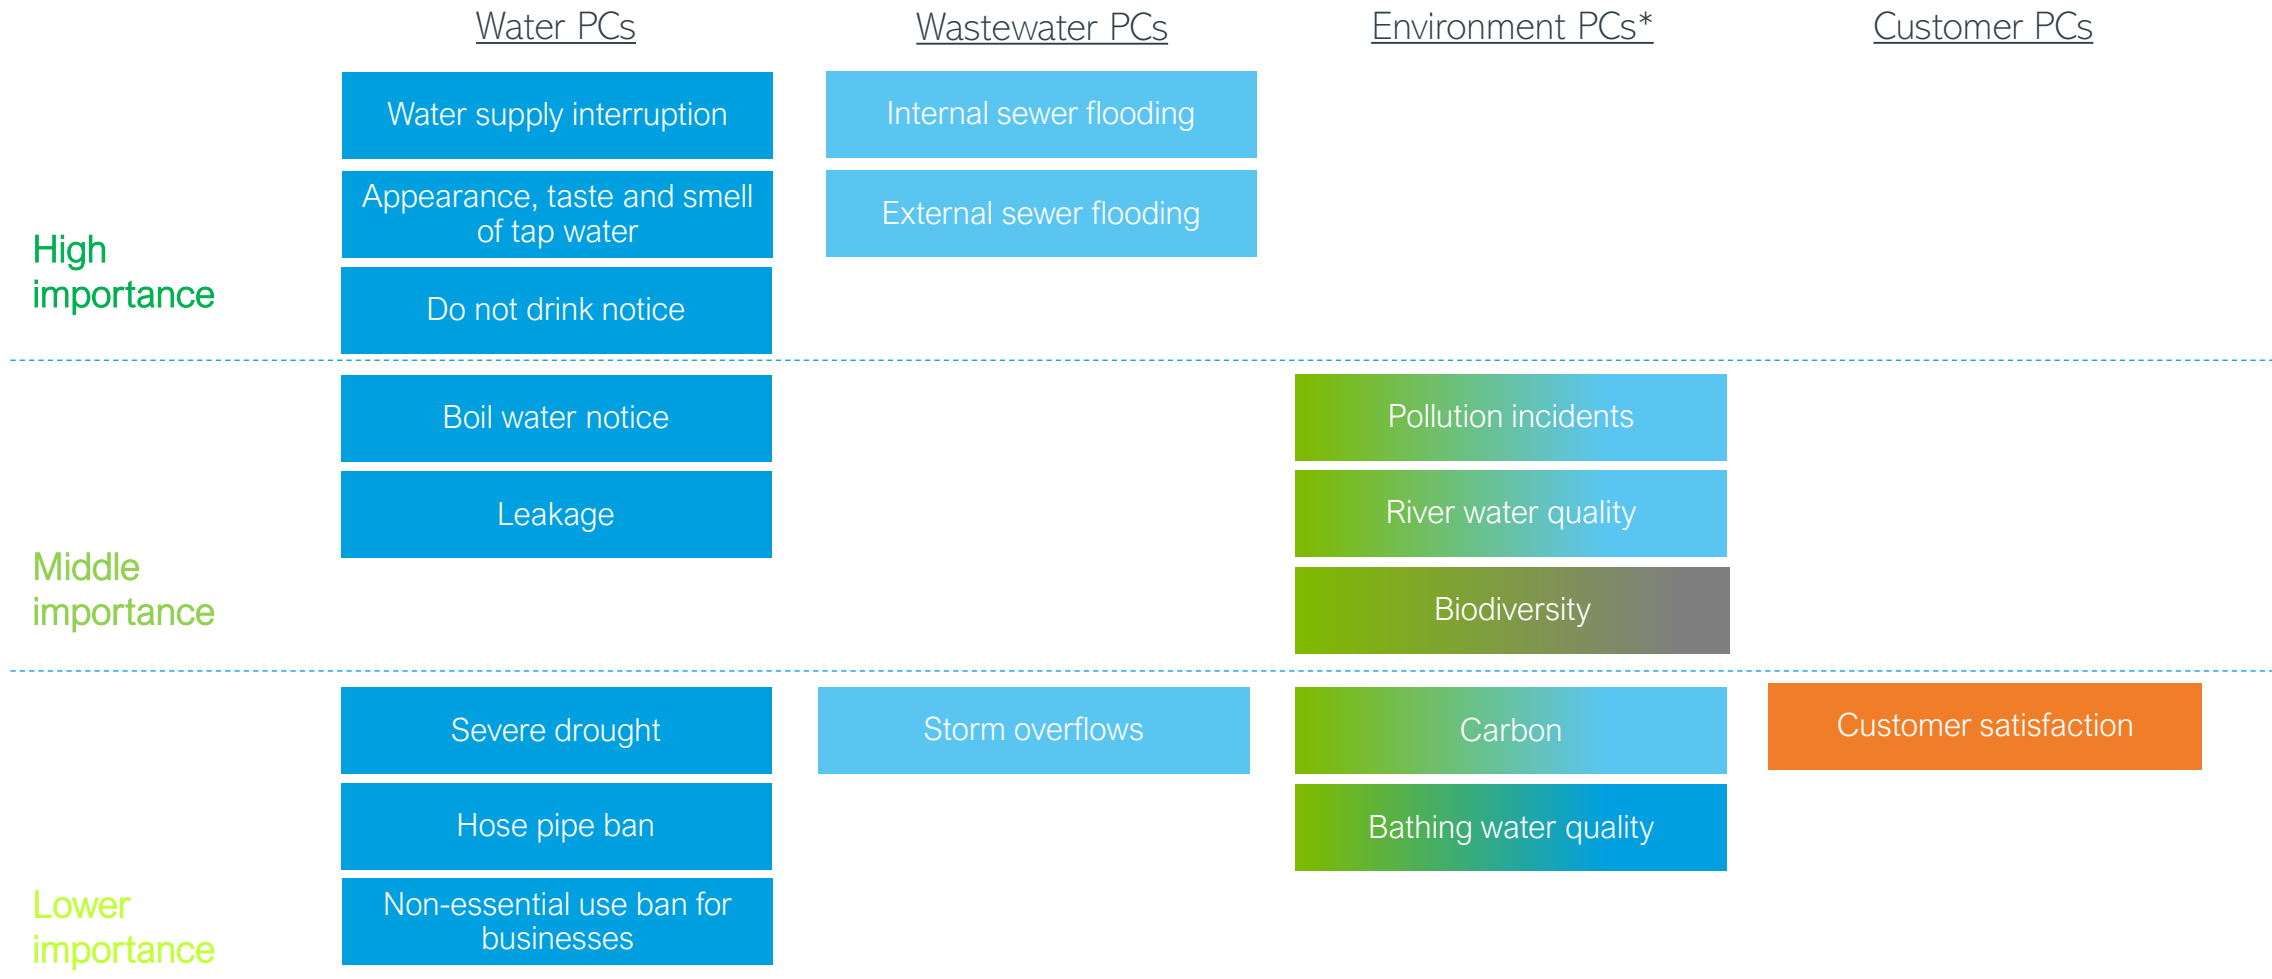 Water PCs
Wastewater PCs
Environment PCs*
Customer PCs
High
importance
Water supply interruption
Internal sewer flooding
Appearance, taste and smell
of tap water
External sewer flooding
Do not drink notice
Middle
importance
Boil water notice
Pollution incidents
Leakage
River water quality
Biodiversity
Lower
importance
Severe drought
Storm overflows
Carbon
Customer satisfaction
Hose pipe ban
Bathing water quality
Non-essential use ban for
businesses